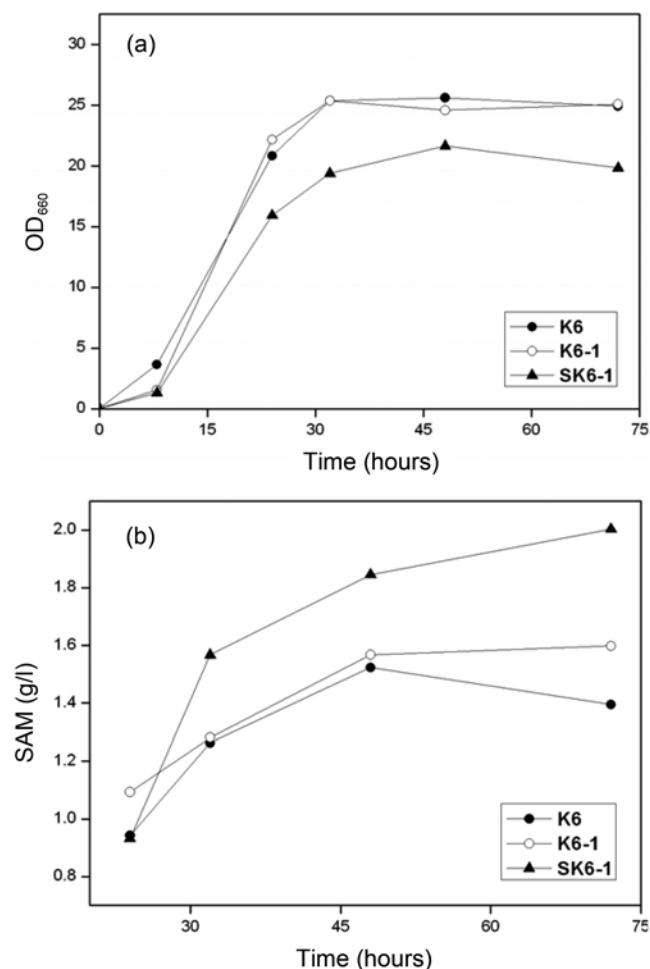 (a)
30
25
20
15
10
5
0
OD₆₆₀
K6
K6-1
SK6-1
0 15 30 45 60 75
Time (hours)
(b)
2.0
1.8
1.6
1.4
1.2
1.0
0.8
SAM (g/l)
K6
K6-1
SK6-1
30 45 60 75
Time (hours)